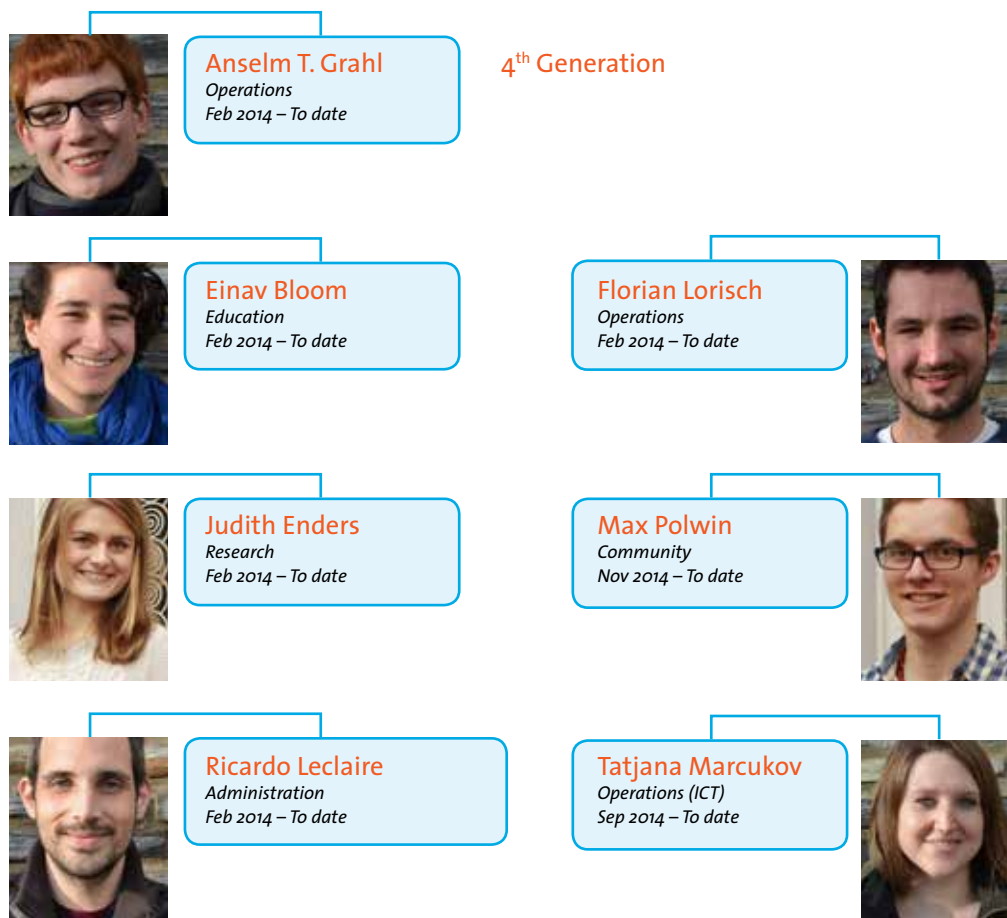 Anselm T. Grahl
Operations
Feb 2014 – To date
4th Generation
Einav Bloom
Education
Feb 2014 – To date
Florian Lorisch
Operations
Feb 2014 – To date
Judith Enders
Research
Feb 2014 – To date
Max Polwin
Community
Nov 2014 – To date
Ricardo Leclaire
Administration
Feb 2014 – To date
Tatjana Marcukov
Operations (ICT)
Sep 2014 – To date